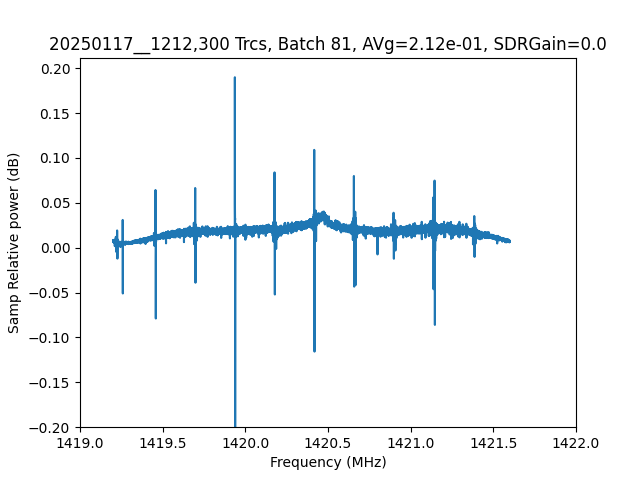 20250117__1212,300 Trcs, Batch 81, AVg=2.12e-01, SDRGain=0.0
Samp Relative power (dB)
0.20
0.15
0.10
0.05
0.00
−0.05
−0.10
−0.15
−0.20
1419.0 1419.5 1420.0 1420.5 1421.0 1421.5 1422.0
Frequency (MHz)